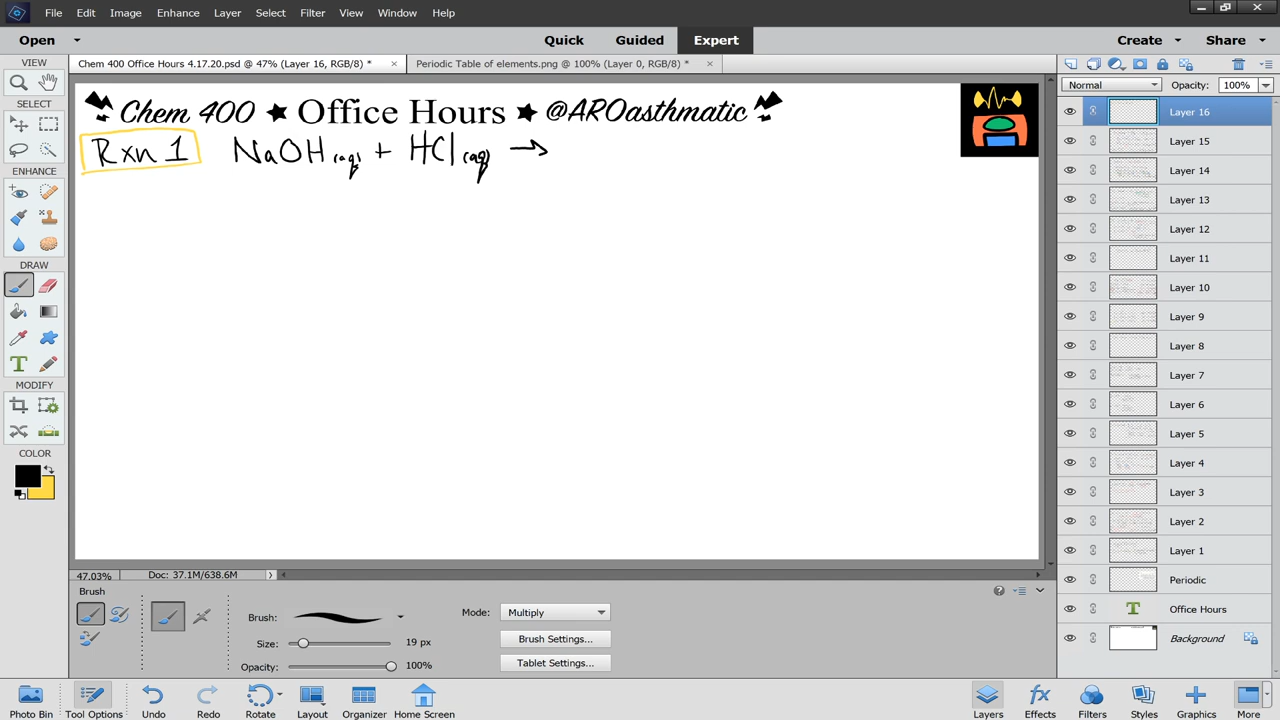 File Edit Image Enhance Layer Select Filter View Window Help
Open Quick Guided Expert Create Share
VIEW
Chem 400 Office Hours 4.17.20.psd @ 47% (Layer 16, RGB/8) * ×
Periodic Table of elements.png @ 100% (Layer 0, RGB/8) * ×
Normal Opacity: 100%
SELECT
ENHANCE
DRAW
MODIFY
COLOR
Chem 400 ★ Office Hours ★ @AROasthmatic
Rxn 1 NaOH (aq) + HCl (aq) →
Layer 16
Layer 15
Layer 14
Layer 13
Layer 12
Layer 11
Layer 10
Layer 9
Layer 8
Layer 7
Layer 6
Layer 5
Layer 4
Layer 3
Layer 2
Layer 1
Periodic
T Office Hours
Background
47.03% Doc: 37.1M/638.6M
Brush
Brush:
Size: 19 px
Opacity: 100%
Mode: Multiply
Brush Settings...
Tablet Settings...
Photo Bin Tool Options Undo Redo Rotate Layout Organizer Home Screen Layers Effects Filters Styles Graphics More